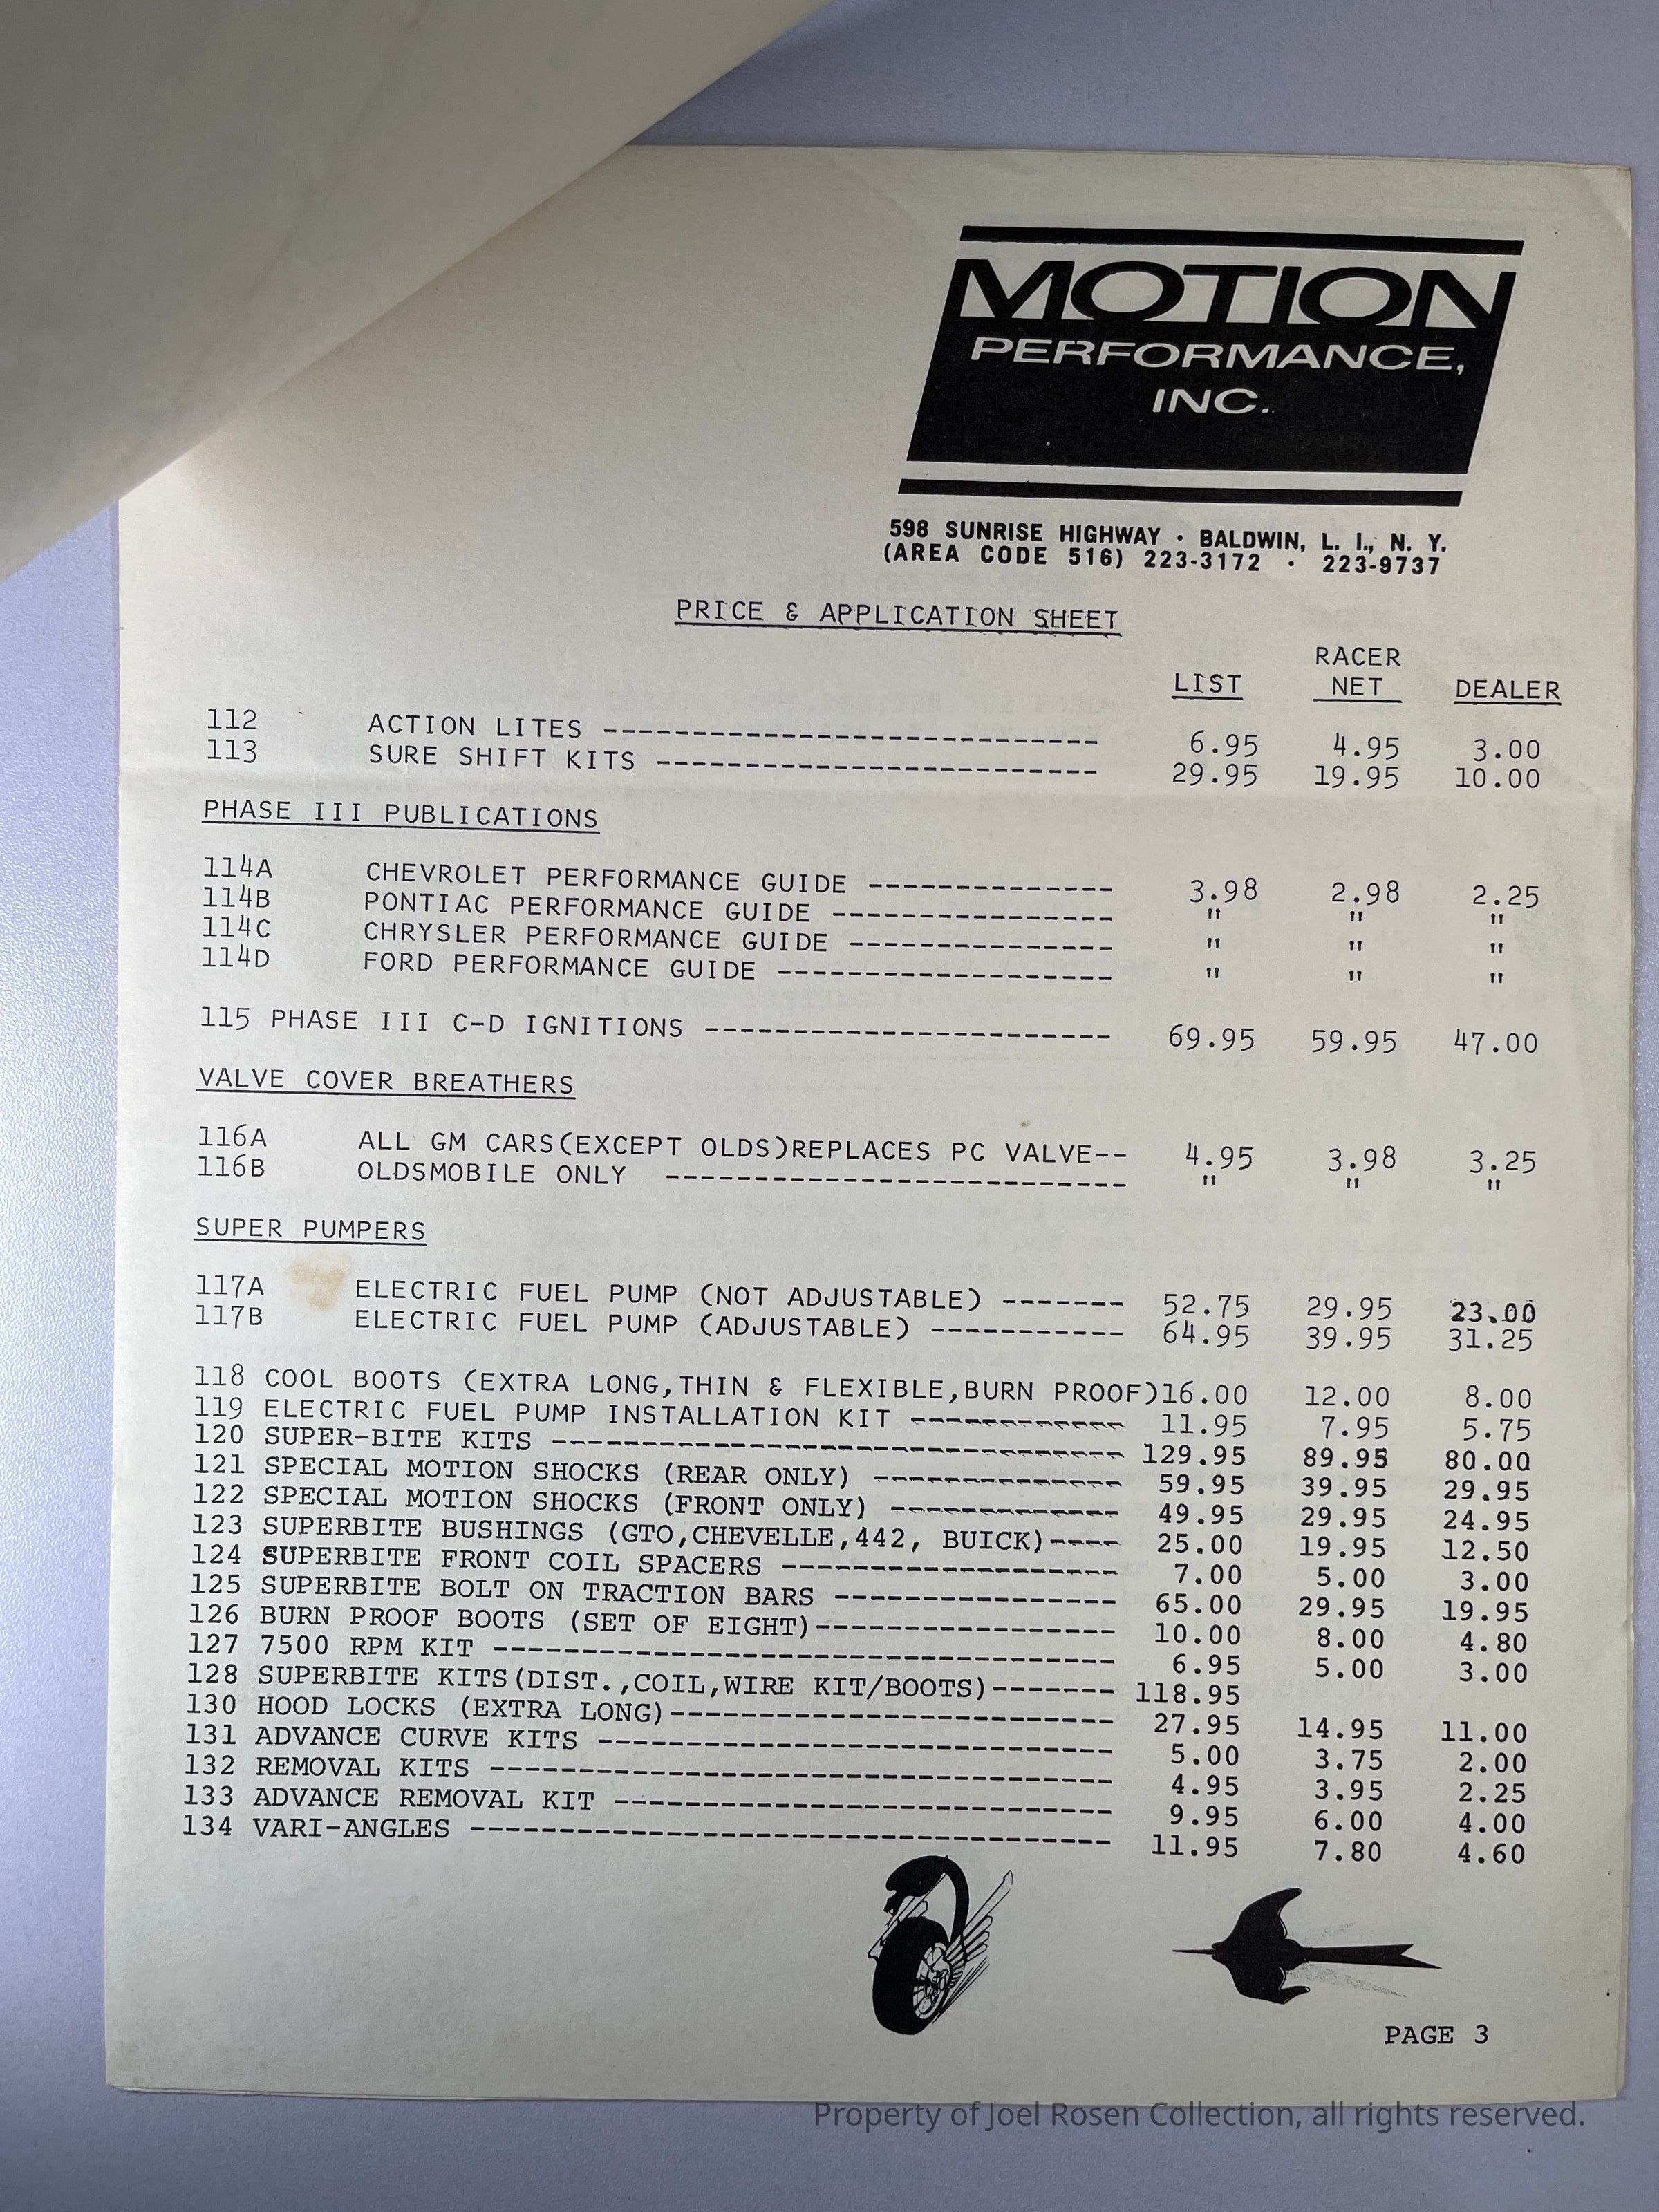 MOTION
PERFORMANCE,
INC.
598 SUNRISE HIGHWAY · BALDWIN, L. I., N. Y.
(AREA CODE 516) 223-3172 · 223-9737
PRICE & APPLICATION SHEET
LIST RACER NET DEALER
112 ACTION LITES ---------------------------- 6.95 4.95 3.00
113 SURE SHIFT KITS ------------------------- 29.95 19.95 10.00
PHASE III PUBLICATIONS
114A CHEVROLET PERFORMANCE GUIDE -------------- 3.98 2.98 2.25
114B PONTIAC PERFORMANCE GUIDE ---------------- " " "
114C CHRYSLER PERFORMANCE GUIDE --------------- " " "
114D FORD PERFORMANCE GUIDE ------------------- " " "
115 PHASE III C-D IGNITIONS ----------------------- 69.95 59.95 47.00
VALVE COVER BREATHERS
116A ALL GM CARS(EXCEPT OLDS)REPLACES PC VALVE-- 4.95 3.98 3.25
116B OLDSMOBILE ONLY -------------------------- " " "
SUPER PUMPERS
117A ELECTRIC FUEL PUMP (NOT ADJUSTABLE) ------- 52.75 29.95 23.00
117B ELECTRIC FUEL PUMP (ADJUSTABLE) ----------- 64.95 39.95 31.25
118 COOL BOOTS (EXTRA LONG,THIN & FLEXIBLE,BURN PROOF)16.00 12.00 8.00
119 ELECTRIC FUEL PUMP INSTALLATION KIT ------------ 11.95 7.95 5.75
120 SUPER-BITE KITS -------------------------------- 129.95 89.95 80.00
121 SPECIAL MOTION SHOCKS (REAR ONLY) -------------- 59.95 39.95 29.95
122 SPECIAL MOTION SHOCKS (FRONT ONLY) ------------- 49.95 29.95 24.95
123 SUPERBITE BUSHINGS (GTO,CHEVELLE,442, BUICK)---- 25.00 19.95 12.50
124 SUPERBITE FRONT COIL SPACERS ------------------- 7.00 5.00 3.00
125 SUPERBITE BOLT ON TRACTION BARS ---------------- 65.00 29.95 19.95
126 BURN PROOF BOOTS (SET OF EIGHT)----------------- 10.00 8.00 4.80
127 7500 RPM KIT ----------------------------------- 6.95 5.00 3.00
128 SUPERBITE KITS(DIST.,COIL,WIRE KIT/BOOTS)------- 118.95
130 HOOD LOCKS (EXTRA LONG)------------------------- 27.95 14.95 11.00
131 ADVANCE CURVE KITS ----------------------------- 5.00 3.75 2.00
132 REMOVAL KITS ----------------------------------- 4.95 3.95 2.25
133 ADVANCE REMOVAL KIT ---------------------------- 9.95 6.00 4.00
134 VARI-ANGLES ------------------------------------ 11.95 7.80 4.60
PAGE 3
Property of Joel Rosen Collection, all rights reserved.